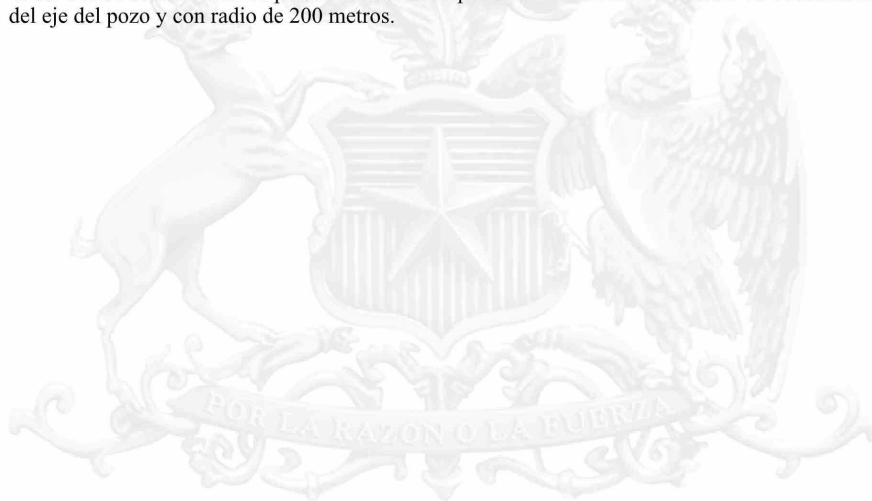 del eje del pozo y con radio de 200 metros.
POR LA RAZON O LA FUERZA